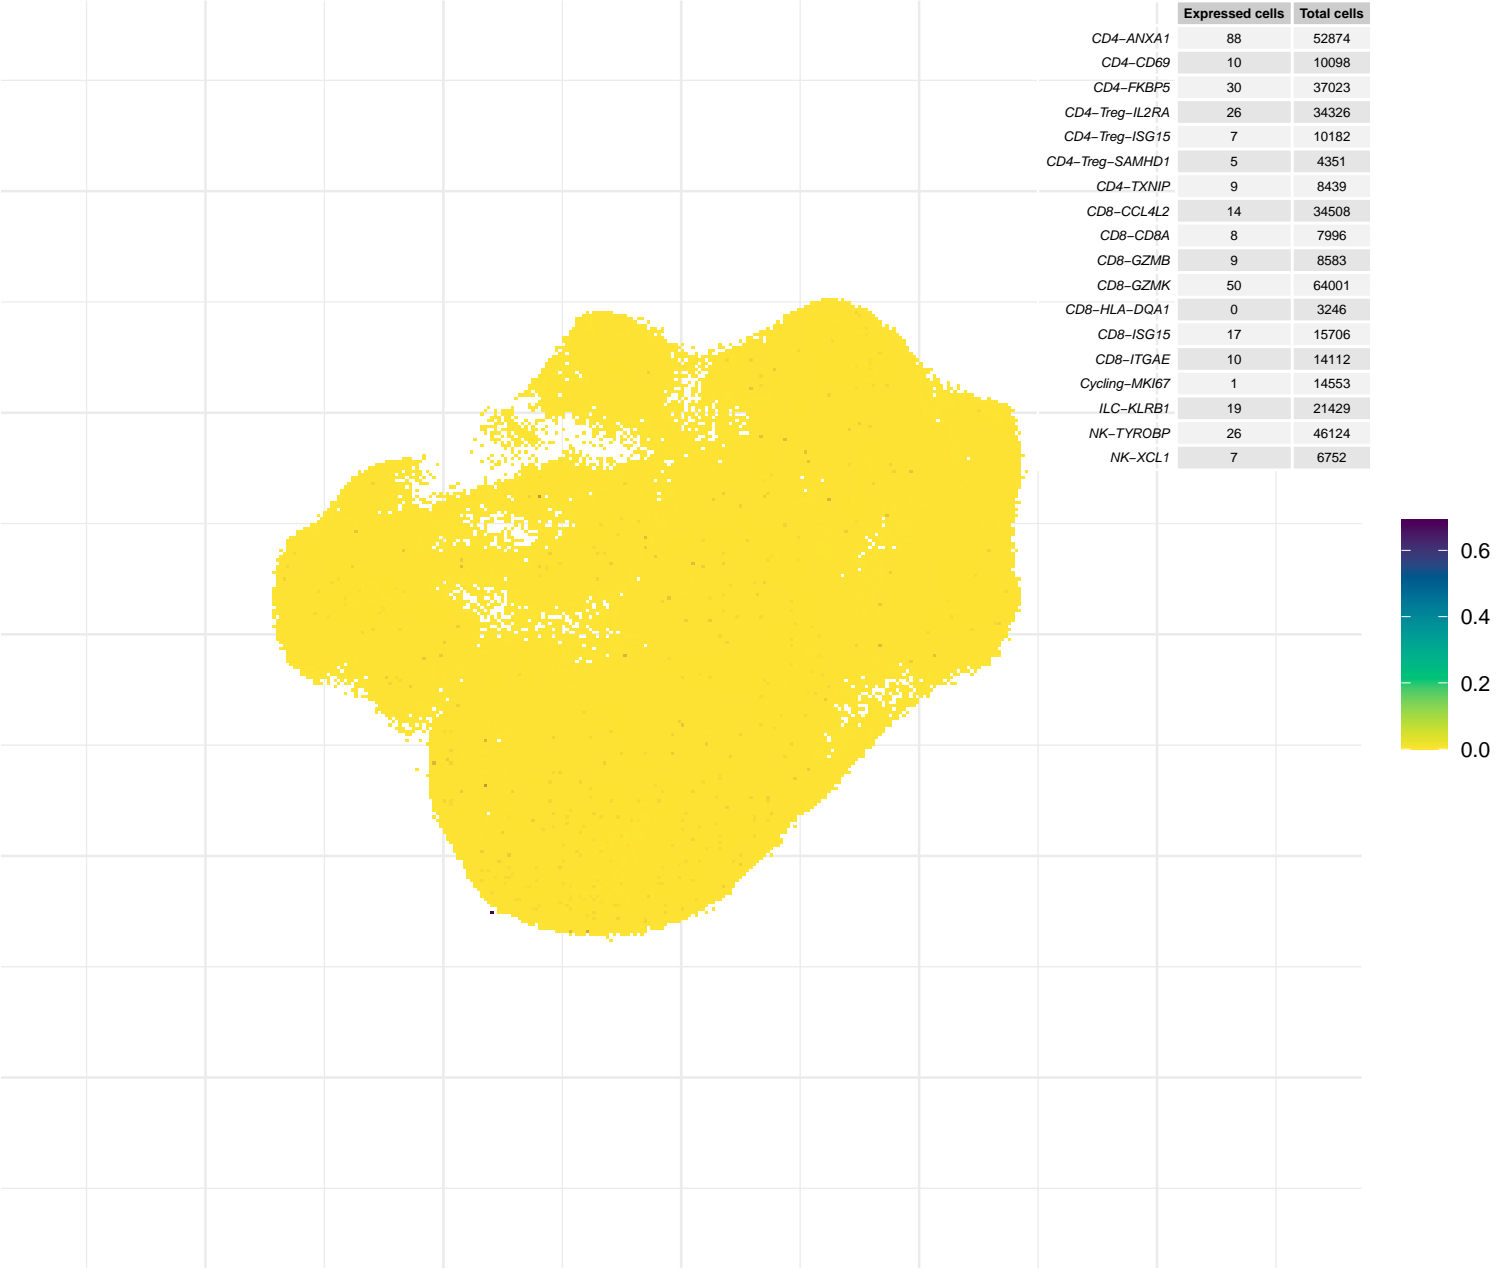 Expressed cells Total cells
CD4−ANXA1 88 52874
CD4−CD69 10 10098
CD4−FKBP5 30 37023
CD4−Treg−IL2RA 26 34326
CD4−Treg−ISG15 7 10182
CD4−Treg−SAMHD1 5 4351
CD4−TXNIP 9 8439
CD8−CCL4L2 14 34508
CD8−CD8A 8 7996
CD8−GZMB 9 8583
CD8−GZMK 50 64001
CD8−HLA−DQA1 0 3246
CD8−ISG15 17 15706
CD8−ITGAE 10 14112
Cycling−MKI67 1 14553
ILC−KLRB1 19 21429
NK−TYROBP 26 46124
NK−XCL1 7 6752
0.6
0.4
0.2
0.0